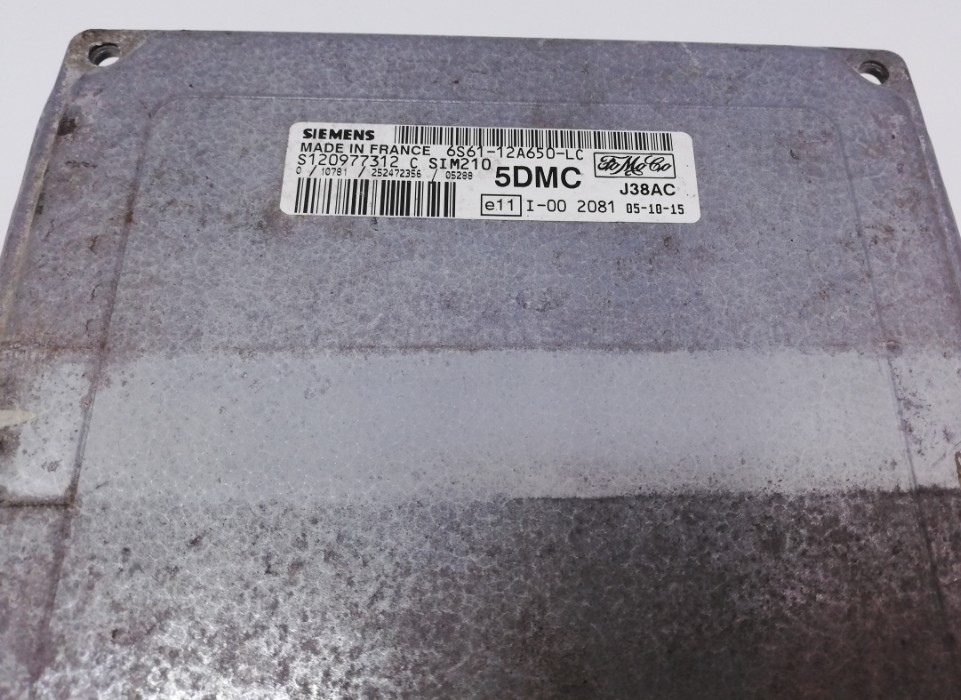 SIEMENS
MADE IN FRANCE 6S61-12A650-LC
S120977312 C SIM210
FoMoCo
0 / 10781 / 252472356 / 05288
5DMC
J38AC
e11 I-00 2081 05-10-15